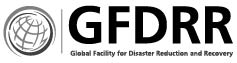 GFDRR
Global Facility for Disaster Reduction and Recovery